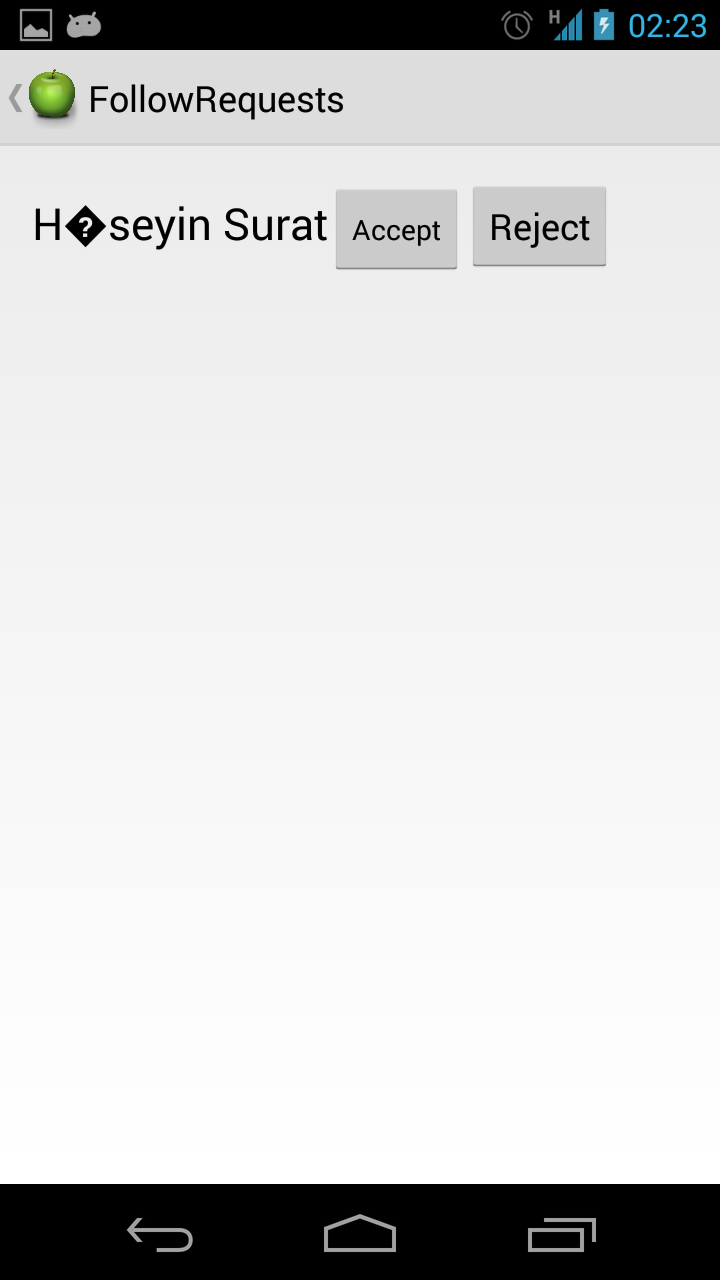 H 02:23
FollowRequests
H�seyin Surat Accept Reject